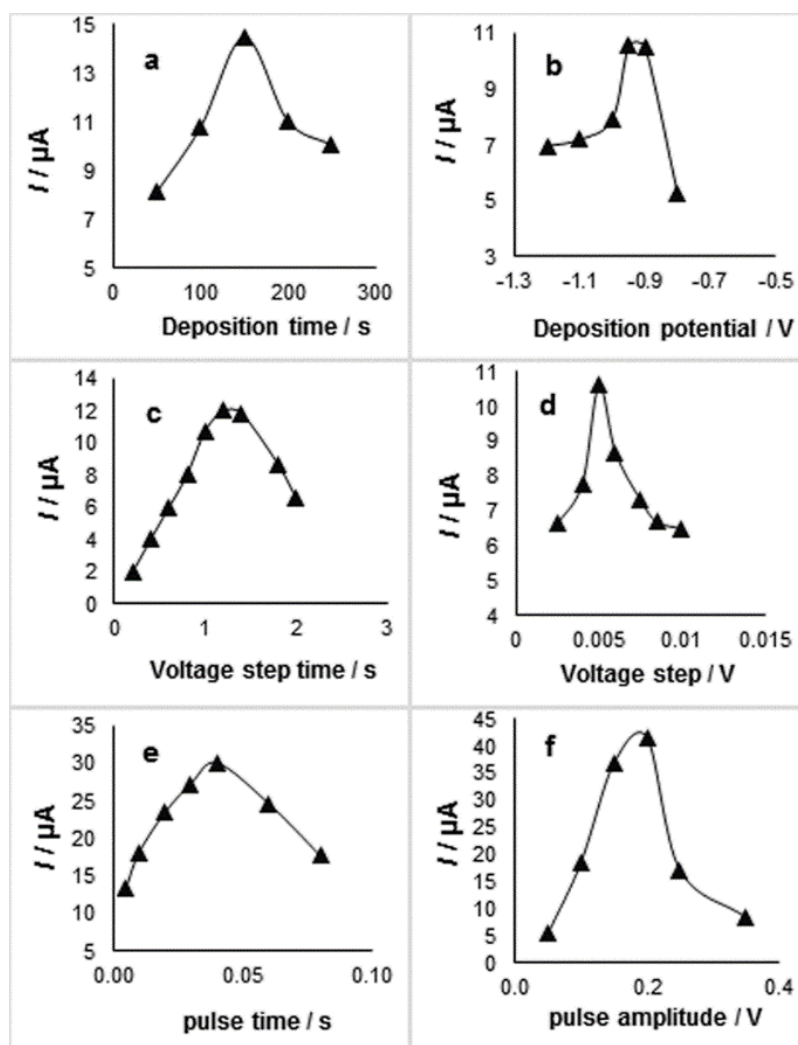 a
I / µA
15
13
11
9
7
5
0 100 200 300
Deposition time / s
b
I / µA
11
9
7
5
3
-1.3 -1.1 -0.9 -0.7 -0.5
Deposition potential / V
c
I / µA
14
12
10
8
6
4
2
0
0 1 2 3
Voltage step time / s
d
I / µA
11
10
9
8
7
6
5
4
0 0.005 0.01 0.015
Voltage step / V
e
I / µA
35
30
25
20
15
10
5
0.00 0.05 0.10
pulse time / s
f
I / µA
45
40
35
30
25
20
15
10
5
0
0.0 0.2 0.4
pulse amplitude / V